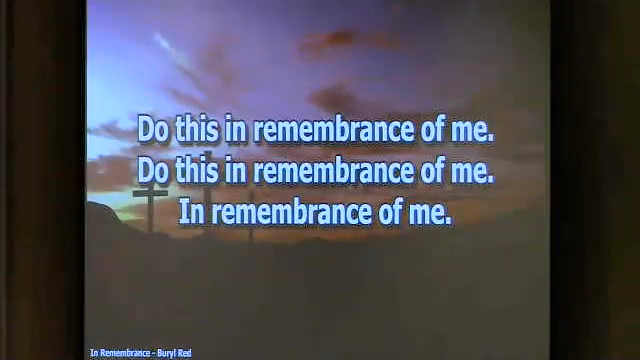 Do this in remembrance of me.
Do this in remembrance of me.
In remembrance of me.
In Remembrance - Buryl Red